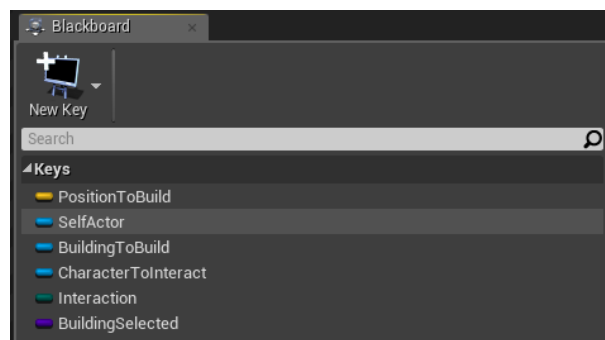 Blackboard
New Key
Search
Keys
PositionToBuild
SelfActor
BuildingToBuild
CharacterToInteract
Interaction
BuildingSelected